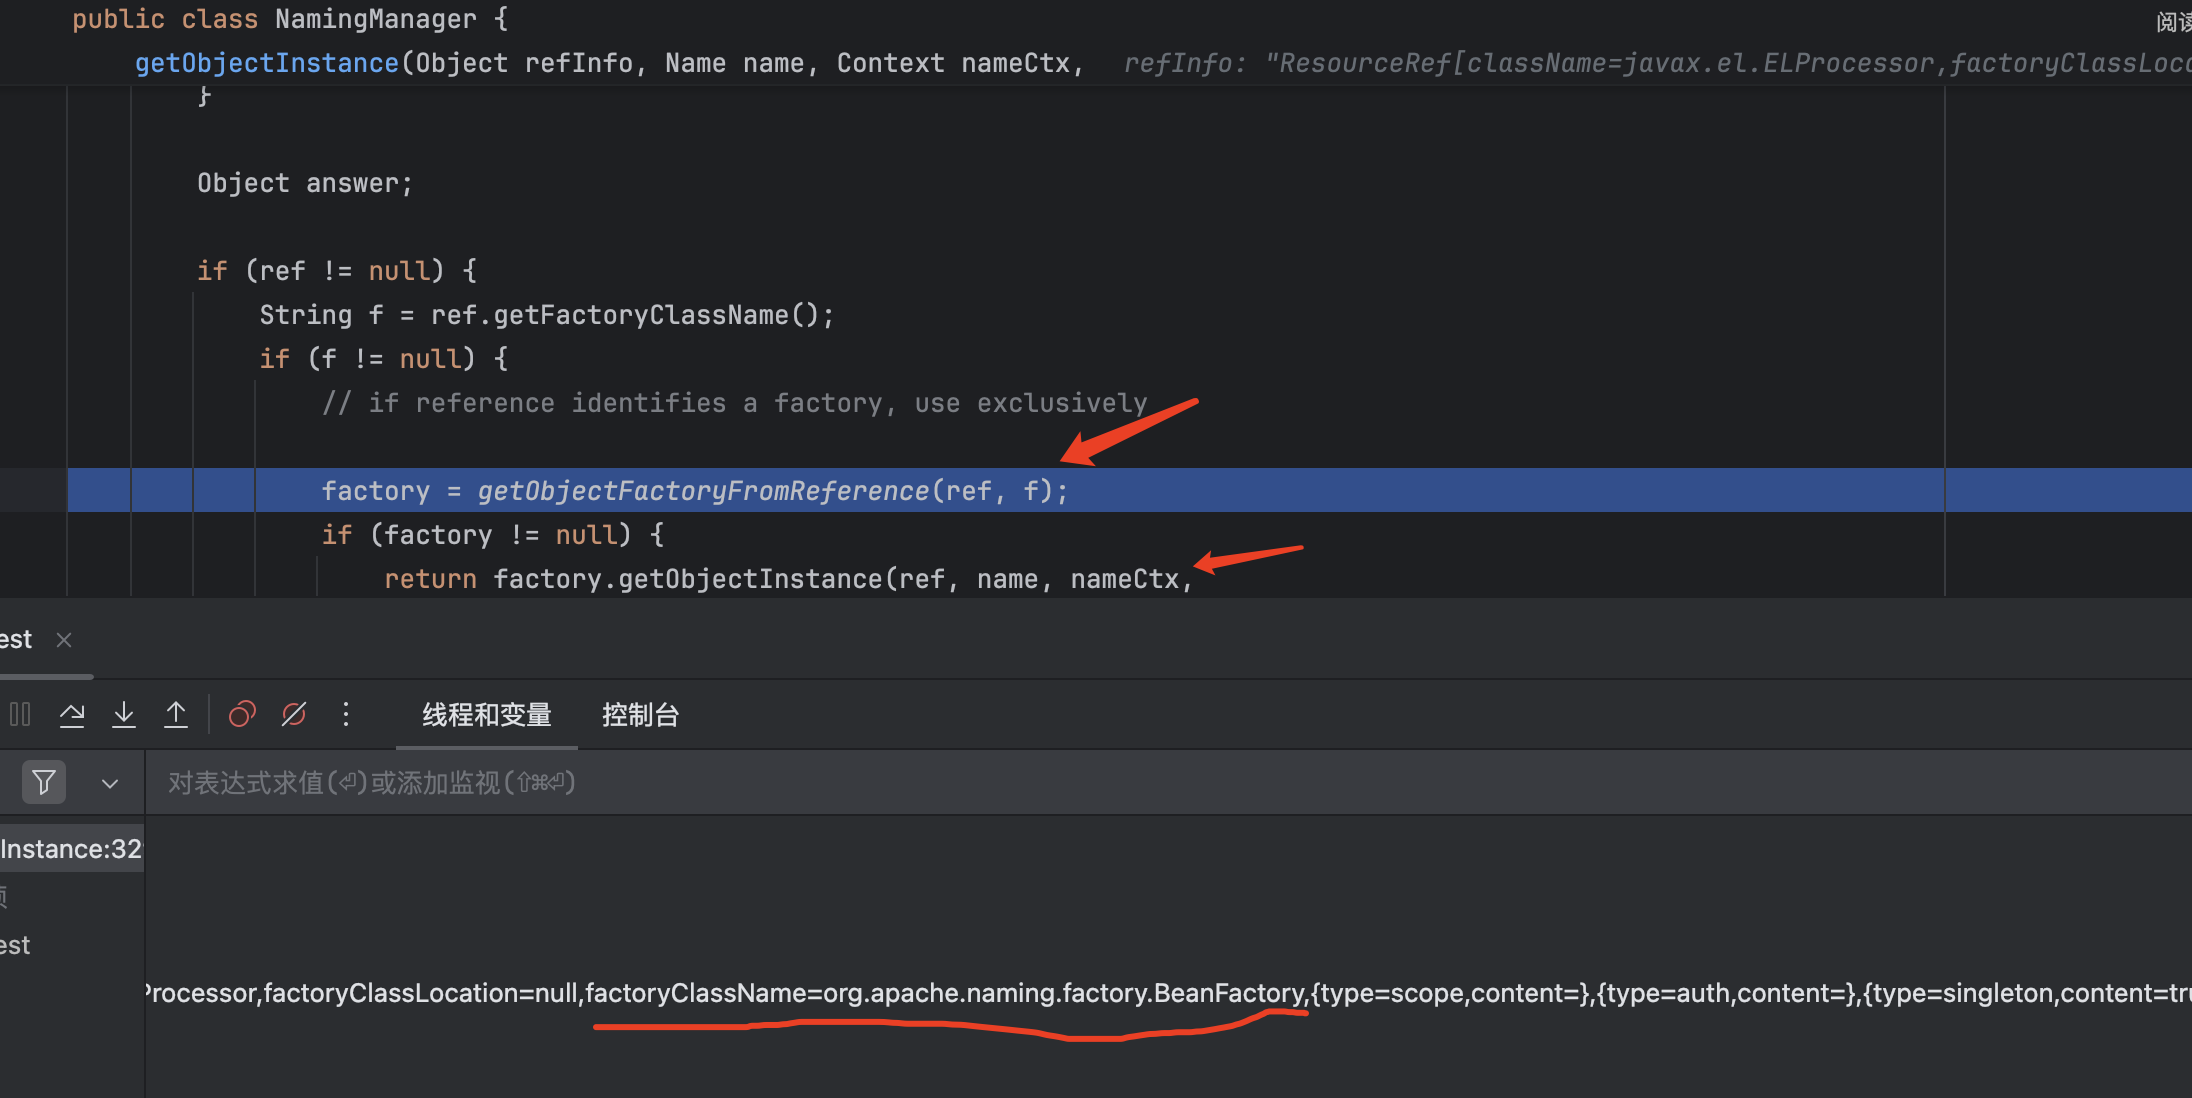 public class NamingManager {
阅读
getObjectInstance(Object refInfo, Name name, Context nameCtx, refInfo: "ResourceRef[className=javax.el.ELProcessor,factoryClassLoca
}
Object answer;
if (ref != null) {
String f = ref.getFactoryClassName();
if (f != null) {
// if reference identifies a factory, use exclusively
factory = getObjectFactoryFromReference(ref, f);
if (factory != null) {
return factory.getObjectInstance(ref, name, nameCtx,
est ×
线程和变量 控制台
对表达式求值(⏎)或添加监视(⇧⌘⏎)
Instance:32
est
Processor,factoryClassLocation=null,factoryClassName=org.apache.naming.factory.BeanFactory,{type=scope,content=},{type=auth,content=},{type=singleton,content=tru